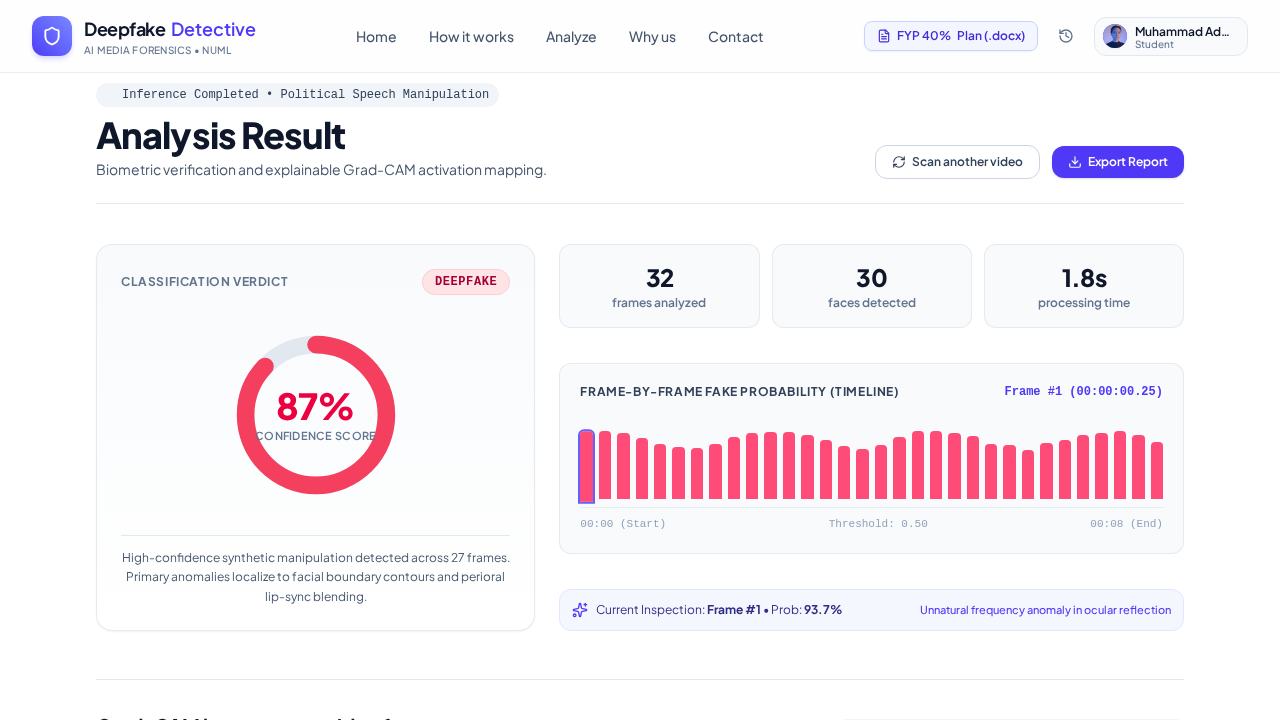 Deepfake Detective
AI MEDIA FORENSICS • NUML
Home
How it works
Analyze
Why us
Contact
FYP 40% Plan (.docx)
Muhammad Ad...
Student
Inference Completed • Political Speech Manipulation
Analysis Result
Biometric verification and explainable Grad-CAM activation mapping.
Scan another video
Export Report
CLASSIFICATION VERDICT
DEEPFAKE
87%
CONFIDENCE SCORE
High-confidence synthetic manipulation detected across 27 frames.
Primary anomalies localize to facial boundary contours and perioral
lip-sync blending.
32
frames analyzed
30
faces detected
1.8s
processing time
FRAME-BY-FRAME FAKE PROBABILITY (TIMELINE)
Frame #1 (00:00:00.25)
00:00 (Start)
Threshold: 0.50
00:08 (End)
Current Inspection: Frame #1 • Prob: 93.7%
Unnatural frequency anomaly in ocular reflection